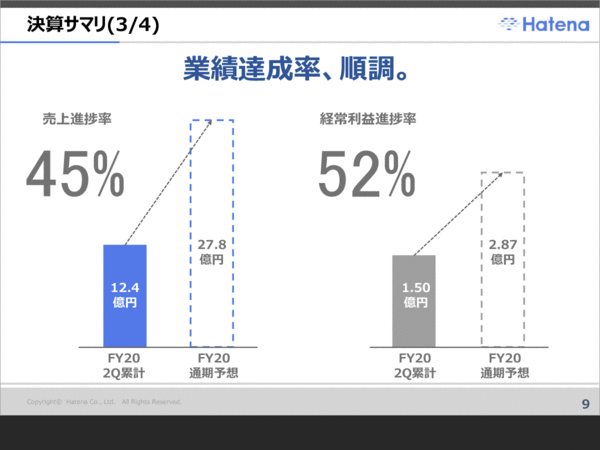 決算サマリ(3/4)
Hatena
業績達成率、順調。
売上進捗率
45%
12.4
億円
27.8
億円
FY20
2Q累計
FY20
通期予想
経常利益進捗率
52%
1.50
億円
2.87
億円
FY20
2Q累計
FY20
通期予想
Copyright© Hatena Co., Ltd. All Rights Reserved.
9